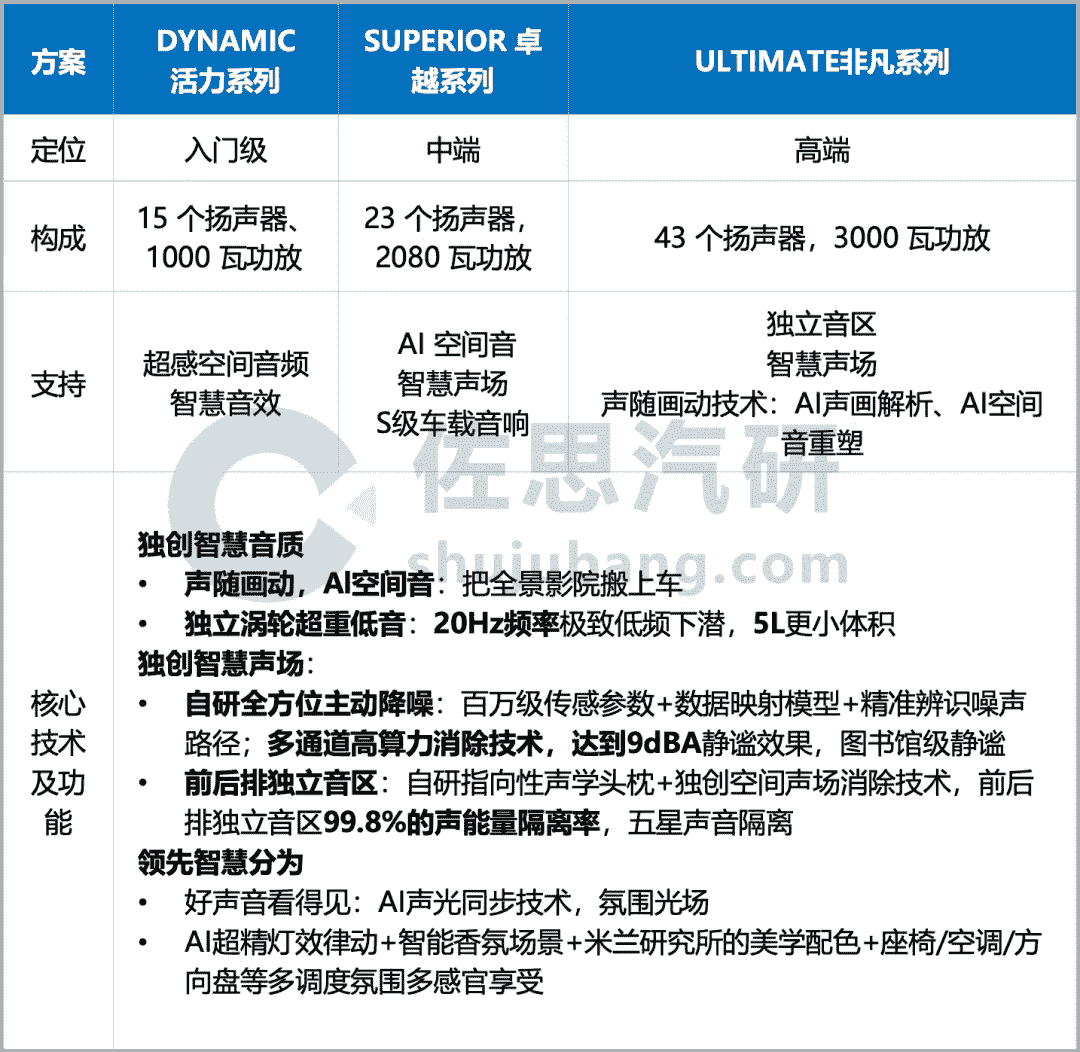 方案
DYNAMIC
活力系列
SUPERIOR 卓
越系列
ULTIMATE非凡系列
定位
入门级
中端
高端
构成
15 个扬声器、
1000 瓦功放
23 个扬声器，
2080 瓦功放
43 个扬声器，3000 瓦功放
支持
超感空间音频
智慧音效
AI 空间音
智慧声场
S级车载音响
独立音区
智慧声场
声随画动技术：AI声画解析、AI空间
音重塑
佐思汽研
shujubang.com
核心
技术
及功
能
独创智慧音质
• 声随画动，AI空间音：把全景影院搬上车
• 独立涡轮超重低音：20Hz频率极致低频下潜，5L更小体积
独创智慧声场：
• 自研全方位主动降噪：百万级传感参数+数据映射模型+精准辨识噪声
路径；多通道高算力消除技术，达到9dBA静谧效果，图书馆级静谧
• 前后排独立音区：自研指向性声学头枕+独创空间声场消除技术，前后
排独立音区99.8%的声能量隔离率，五星声音隔离
领先智慧分为
• 好声音看得见：AI声光同步技术，氛围光场
• AI超精灯效律动+智能香氛场景+米兰研究所的美学配色+座椅/空调/方
向盘等多调度氛围多感官享受